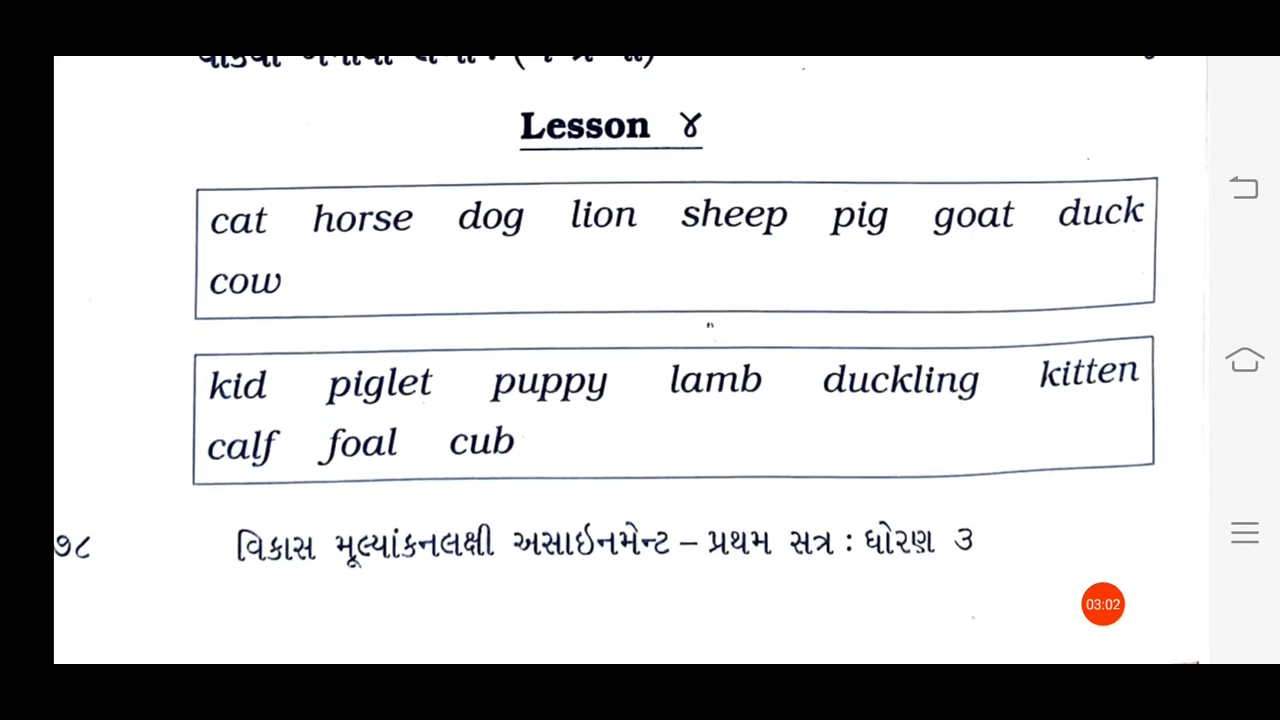 Lesson ૪
cat horse dog lion sheep pig goat duck
cow
kid piglet puppy lamb duckling kitten
calf foal cub
૭૮ વિકાસ મૂલ્યાંકનલક્ષી અસાઇનમેન્ટ – પ્રથમ સત્ર : ધોરણ ૩
03:02